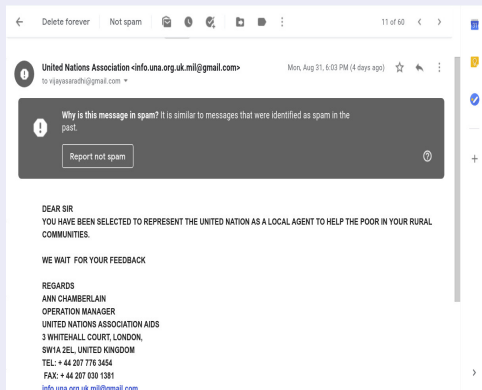 Delete forever Not spam 11 of 60
United Nations Association <info.una.org.uk.mil@gmail.com> Mon, Aug 31, 6:03 PM (4 days ago)
to vijayasaradhi@gmail.com
Why is this message in spam? It is similar to messages that were identified as spam in the
past.
Report not spam
DEAR SIR
YOU HAVE BEEN SELECTED TO REPRESENT THE UNITED NATION AS A LOCAL AGENT TO HELP THE POOR IN YOUR RURAL
COMMUNITIES.
WE WAIT FOR YOUR FEEDBACK
REGARDS
ANN CHAMBERLAIN
OPERATION MANAGER
UNITED NATIONS ASSOCIATION AIDS
3 WHITEHALL COURT, LONDON,
SW1A 2EL, UNITED KINGDOM
TEL: + 44 207 776 3454
FAX: + 44 207 030 1381
info.una.org.uk.mil@gmail.com